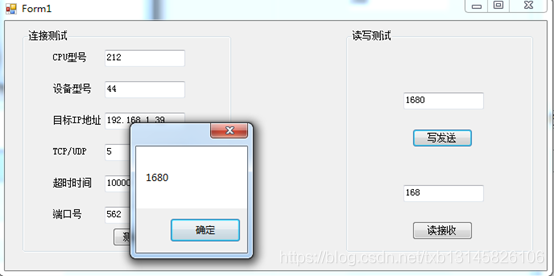 Form1
连接测试
CPU型号 212
设备型号 44
目标IP地址 192.168.1.39
TCP/UDP 5
超时时间 10000
端口号 562
测
1680
确定
读写测试
1680
写发送
168
读接收
https://blog.csdn.net/txb13145826106